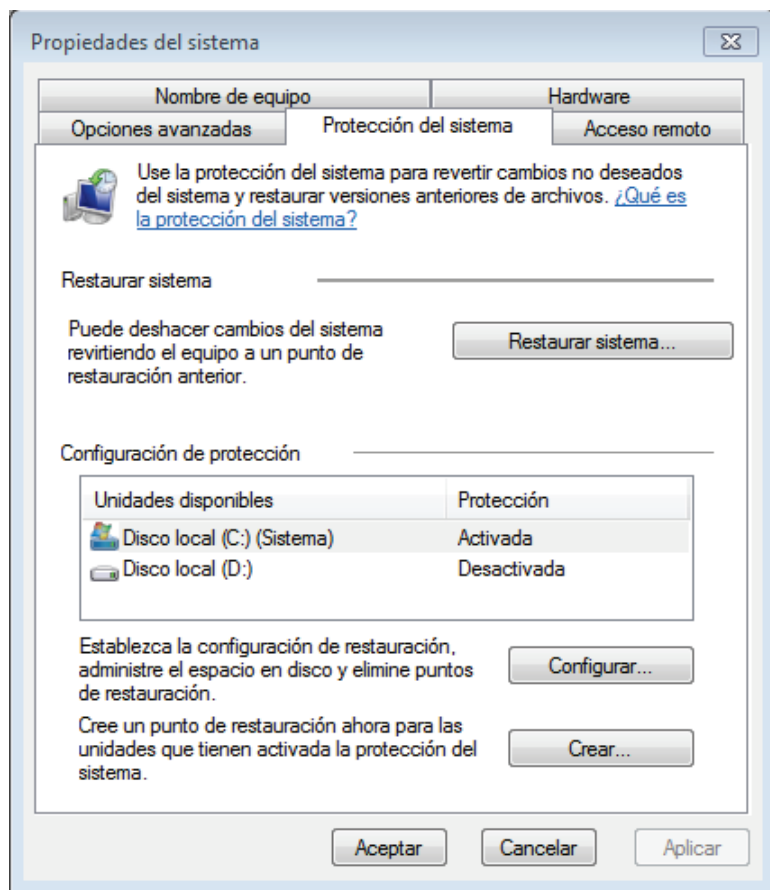 Propiedades del sistema
Nombre de equipo
Hardware
Opciones avanzadas
Protección del sistema
Acceso remoto
Use la protección del sistema para revertir cambios no deseados
del sistema y restaurar versiones anteriores de archivos. ¿Qué es
la protección del sistema?
Restaurar sistema
Puede deshacer cambios del sistema
revirtiendo el equipo a un punto de
restauración anterior.
Restaurar sistema...
Configuración de protección
Unidades disponibles
Protección
Disco local (C:) (Sistema)
Activada
Disco local (D:)
Desactivada
Establezca la configuración de restauración,
administre el espacio en disco y elimine puntos
de restauración.
Configurar...
Cree un punto de restauración ahora para las
unidades que tienen activada la protección del
sistema.
Crear...
Aceptar
Cancelar
Aplicar